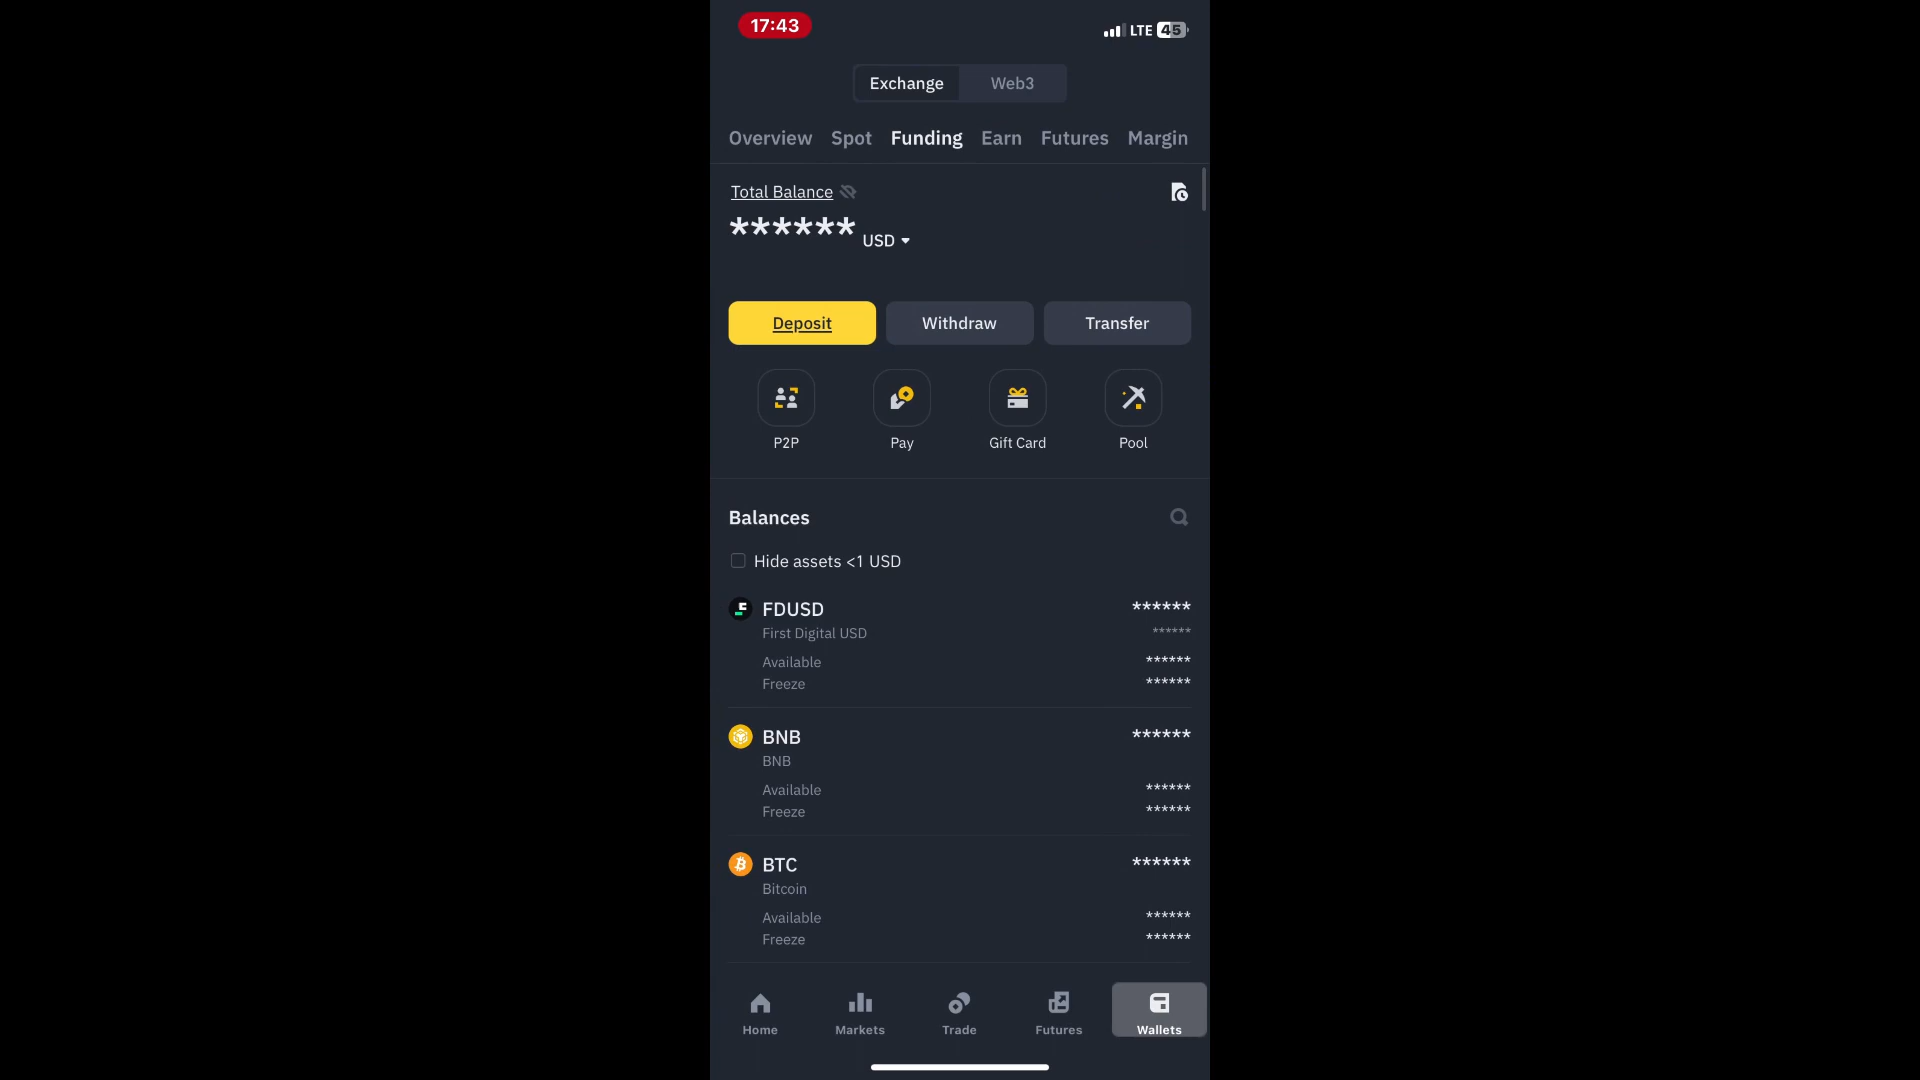 17:43
LTE 45
Exchange Web3
Overview Spot Funding Earn Futures Margin
Total Balance
****** USD
Deposit Withdraw Transfer
P2P Pay Gift Card Pool
Balances
Hide assets <1 USD
FDUSD ******
First Digital USD ******
Available ******
Freeze ******
BNB ******
BNB
Available ******
Freeze ******
BTC ******
Bitcoin
Available ******
Freeze ******
Home Markets Trade Futures Wallets